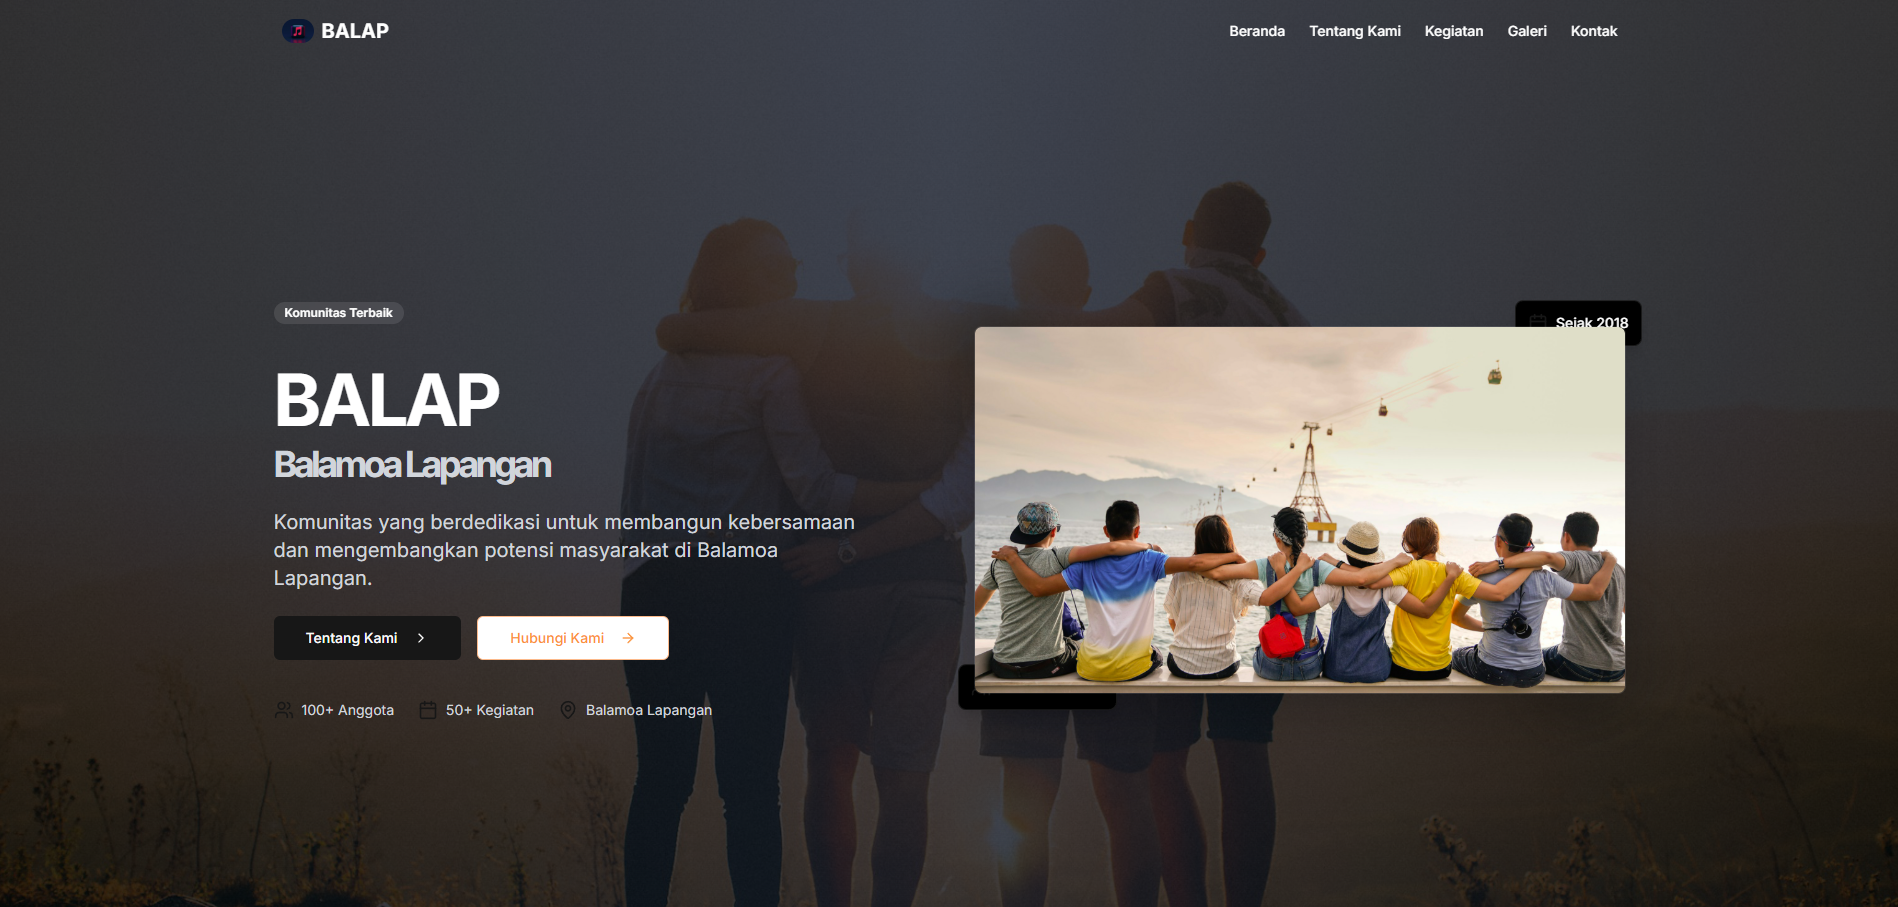 BALAP
Beranda Tentang Kami Kegiatan Galeri Kontak
Komunitas Terbaik
BALAP
Balamoa Lapangan
Komunitas yang berdedikasi untuk membangun kebersamaan
dan mengembangkan potensi masyarakat di Balamoa
Lapangan.
Tentang Kami
Hubungi Kami
100+ Anggota 50+ Kegiatan Balamoa Lapangan
Sejak 2018